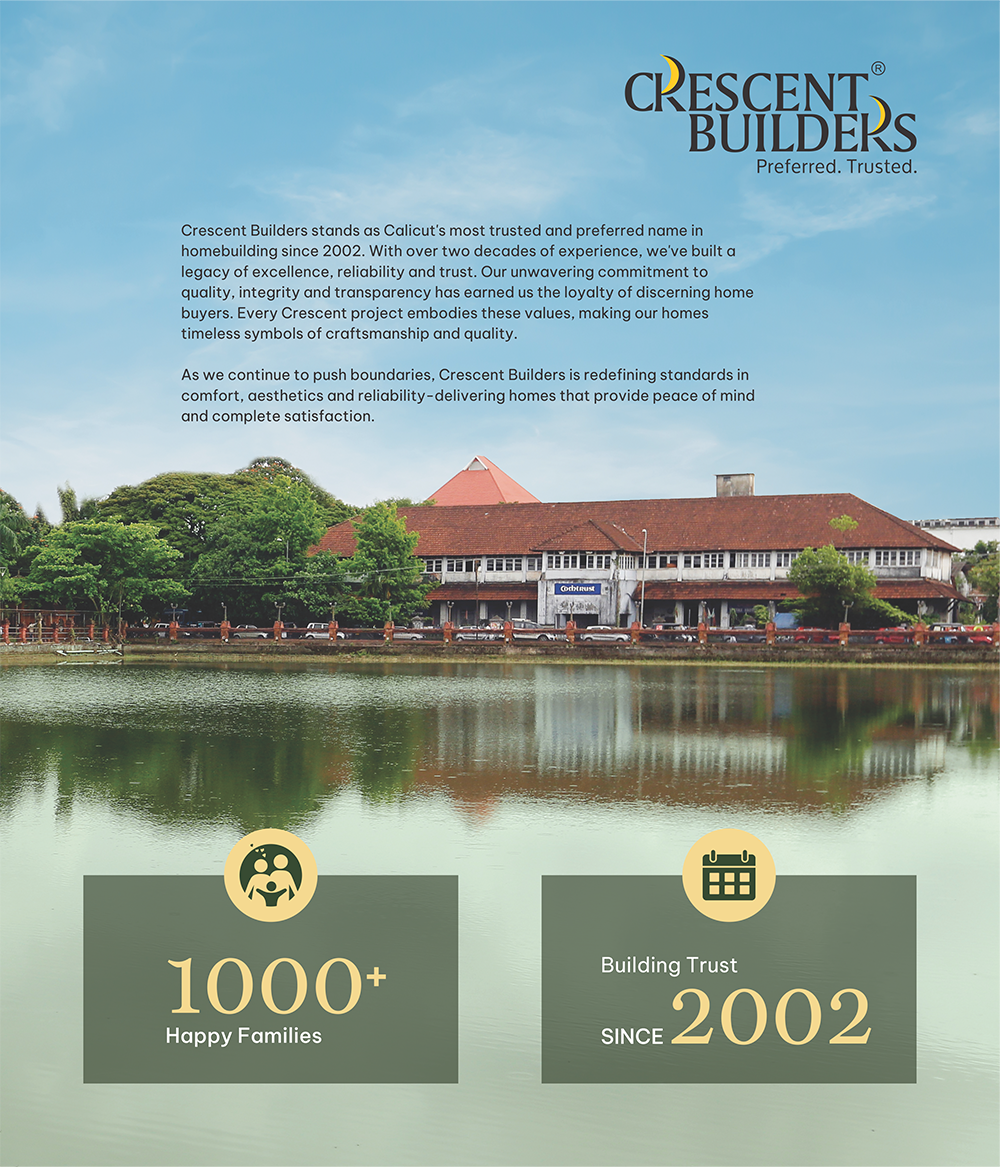 CRESCENT®
BUILDERS
Preferred. Trusted.
Crescent Builders stands as Calicut's most trusted and preferred name in
homebuilding since 2002. With over two decades of experience, we've built a
legacy of excellence, reliability and trust. Our unwavering commitment to
quality, integrity and transparency has earned us the loyalty of discerning home
buyers. Every Crescent project embodies these values, making our homes
timeless symbols of craftsmanship and quality.
As we continue to push boundaries, Crescent Builders is redefining standards in
comfort, aesthetics and reliability-delivering homes that provide peace of mind
and complete satisfaction.
Comtrust
1000+
Happy Families
Building Trust
SINCE 2002